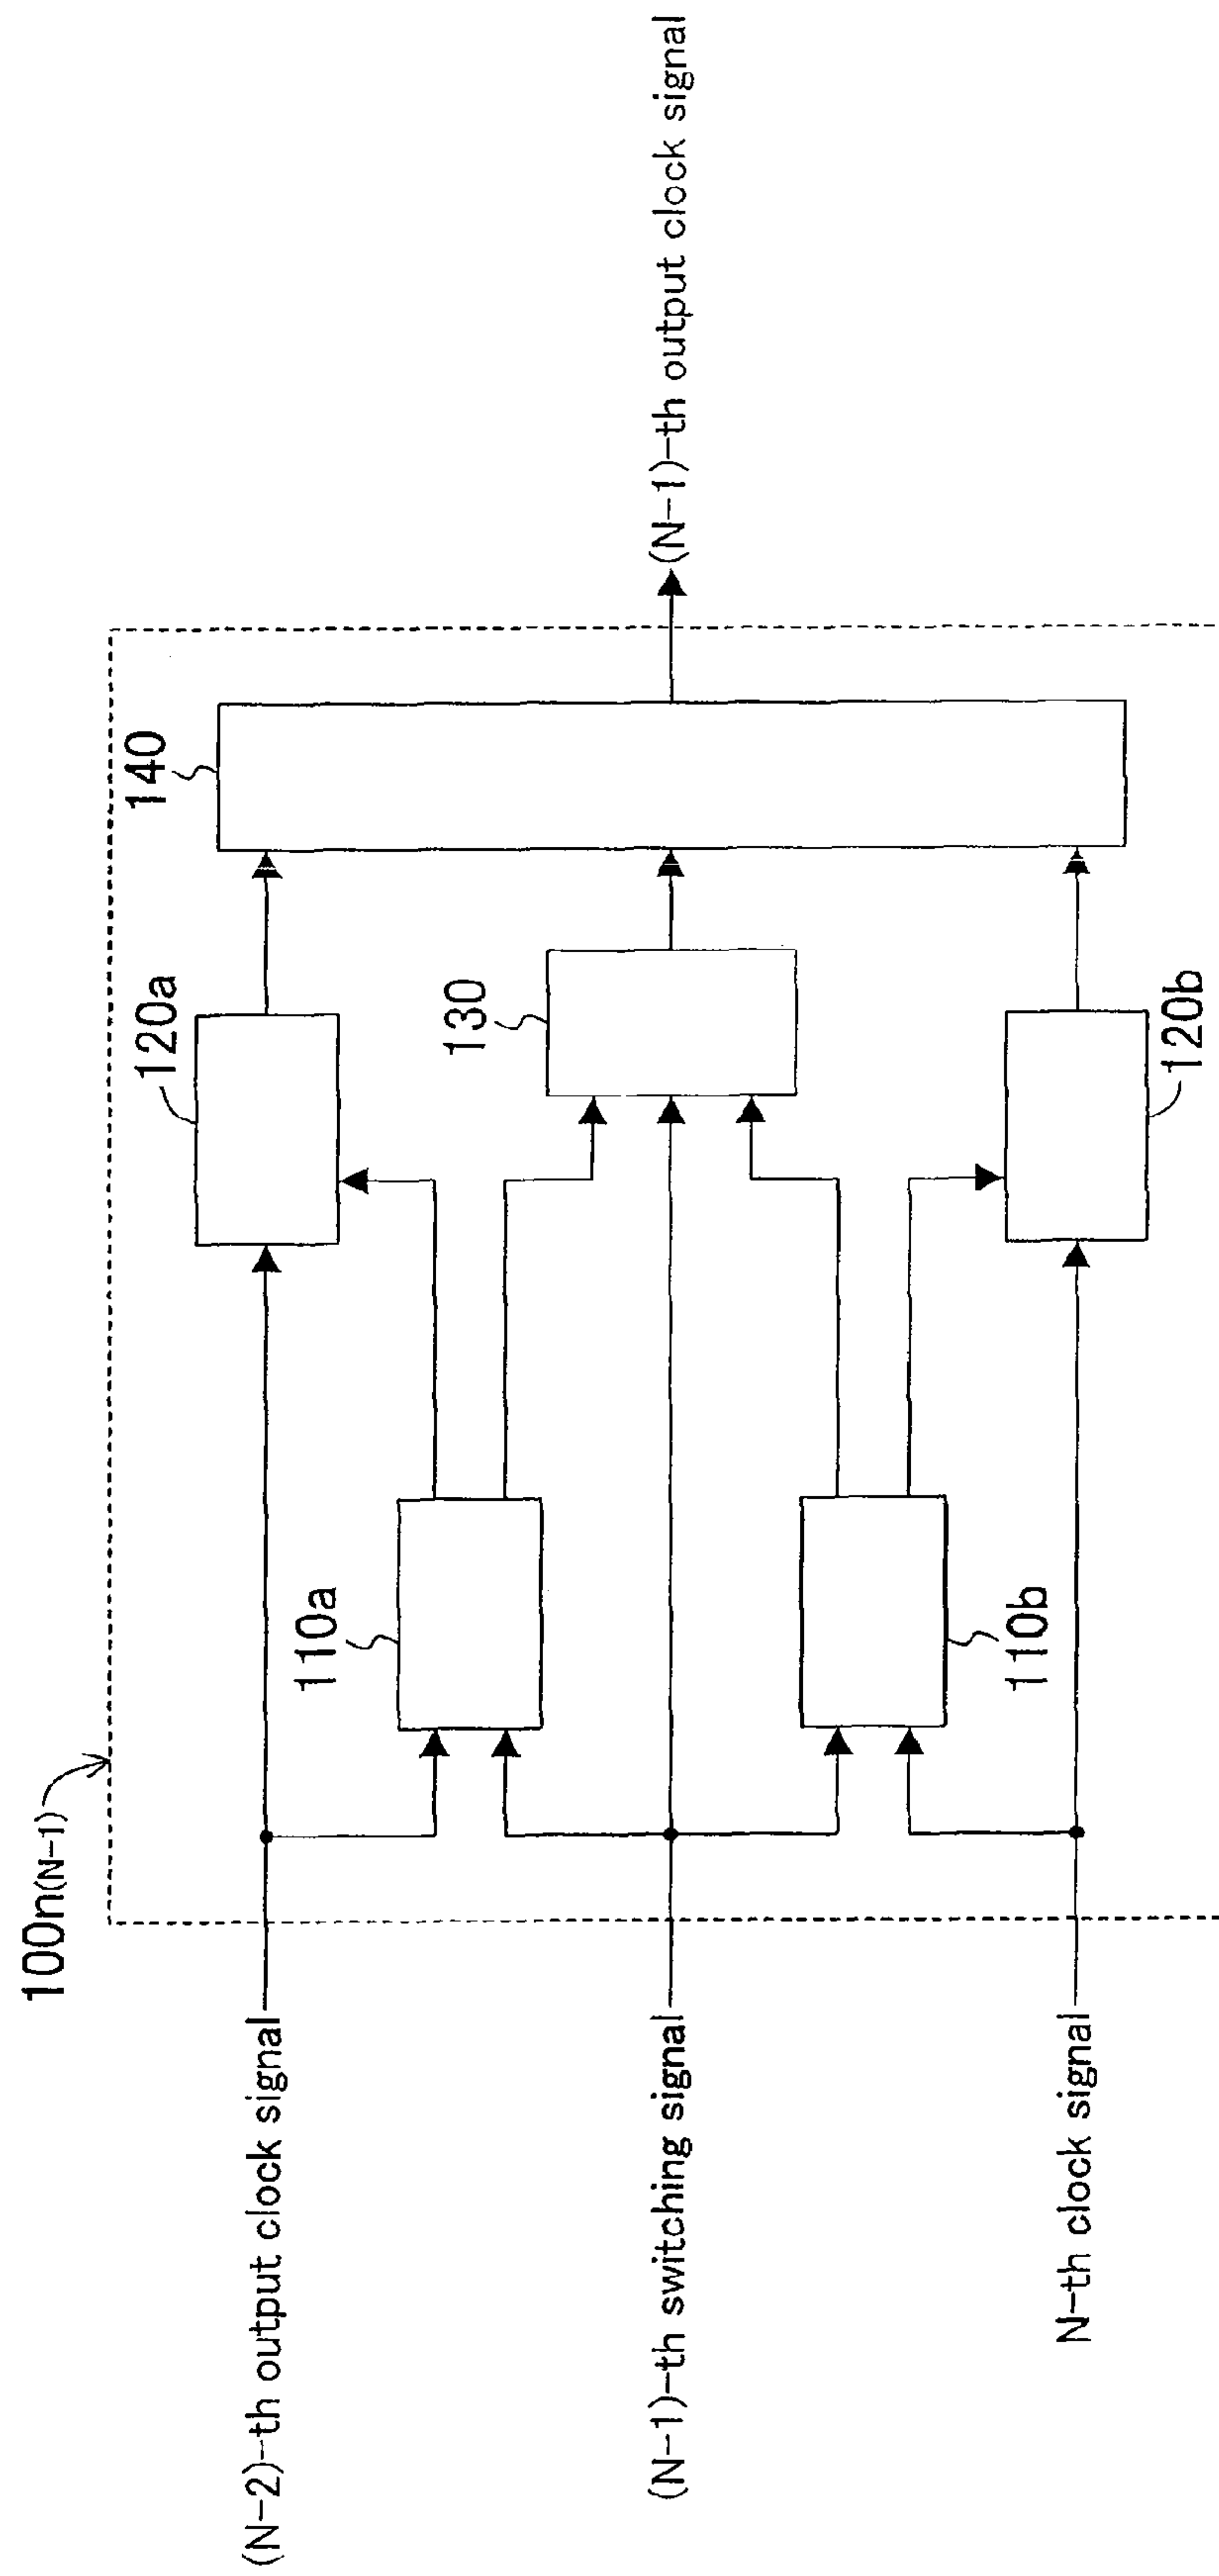 100n(N-1)
(N-2)-th output clock signal
(N-1)-th switching signal
N-th clock signal
110a
110b
120a
120b
130
140
(N-1)-th output clock signal